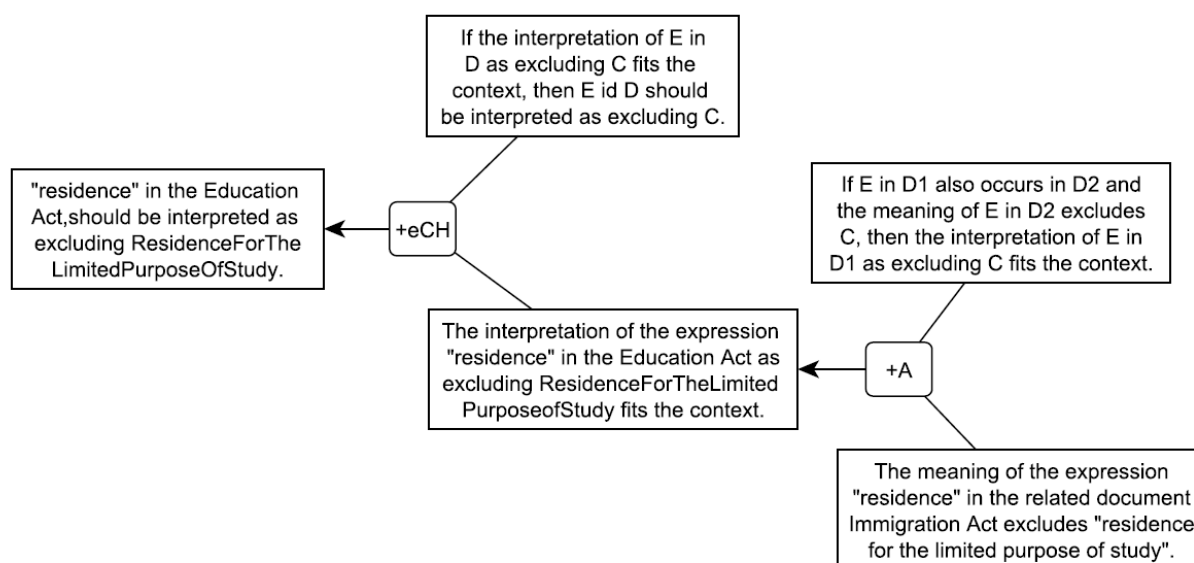 If the interpretation of E in
D as excluding C fits the
context, then E id D should
be interpreted as excluding C.
"residence" in the Education
Act,should be interpreted as
excluding ResidenceForThe
LimitedPurposeOfStudy.
+eCH
If E in D1 also occurs in D2 and
the meaning of E in D2 excludes
C, then the interpretation of E in
D1 as excluding C fits the context.
The interpretation of the expression
"residence" in the Education Act as
excluding ResidenceForTheLimited
PurposeofStudy fits the context.
+A
The meaning of the expression
"residence" in the related document
Immigration Act excludes "residence
for the limited purpose of study".